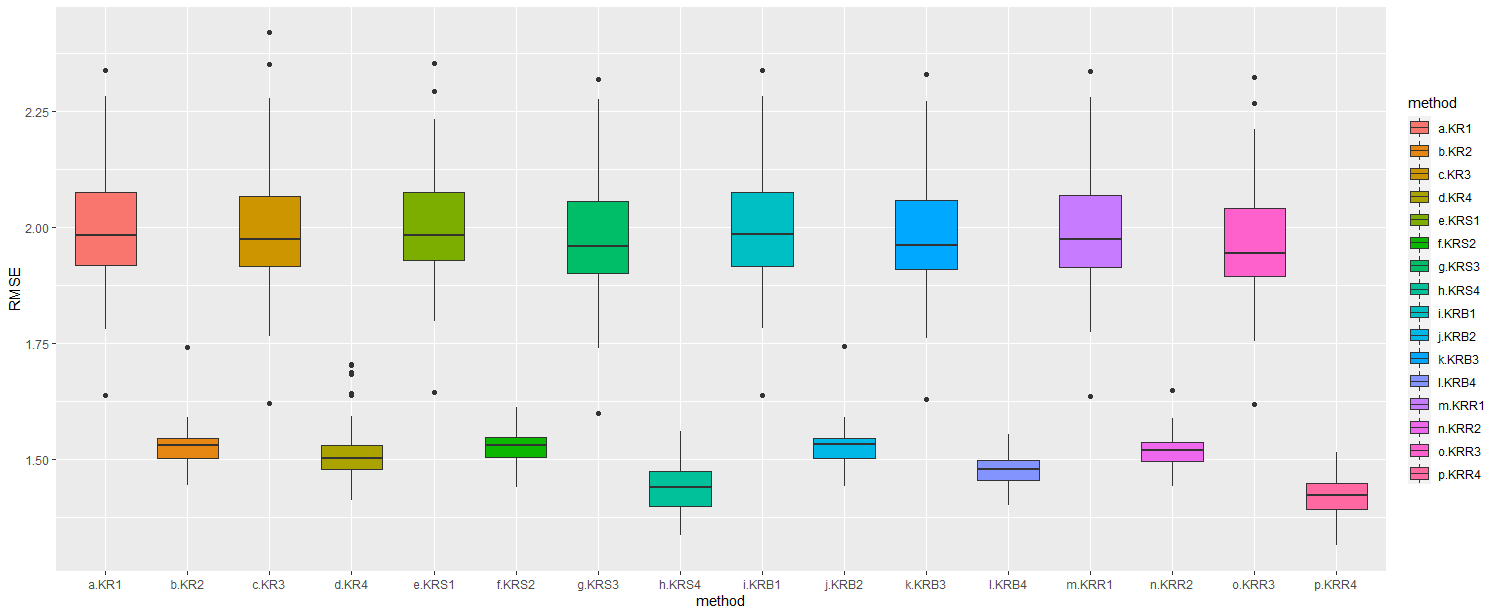 RMSE
2.25
2.00
1.75
1.50
a.KR1 b.KR2 c.KR3 d.KR4 e.KRS1 f.KRS2 g.KRS3 h.KRS4 i.KRB1 j.KRB2 k.KRB3 l.KRB4 m.KRR1 n.KRR2 o.KRR3 p.KRR4
method
method
a.KR1
b.KR2
c.KR3
d.KR4
e.KRS1
f.KRS2
g.KRS3
h.KRS4
i.KRB1
j.KRB2
k.KRB3
l.KRB4
m.KRR1
n.KRR2
o.KRR3
p.KRR4